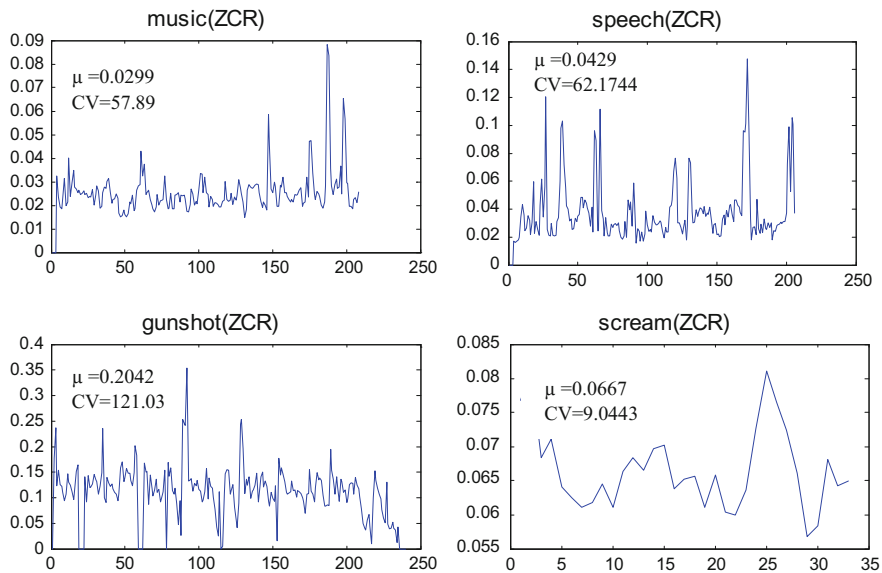 music(ZCR)
0.09
0.08
0.07
0.06
0.05
0.04
0.03
0.02
0.01
0
μ =0.0299
CV=57.89
0 50 100 150 200 250
speech(ZCR)
0.16
0.14
0.12
0.1
0.08
0.06
0.04
0.02
0
μ =0.0429
CV=62.1744
0 50 100 150 200 250
gunshot(ZCR)
0.4
0.35
0.3
0.25
0.2
0.15
0.1
0.05
0
μ =0.2042
CV=121.03
0 50 100 150 200 250
scream(ZCR)
0.085
0.08
0.075
0.07
0.065
0.06
0.055
μ =0.0667
CV=9.0443
0 5 10 15 20 25 30 35